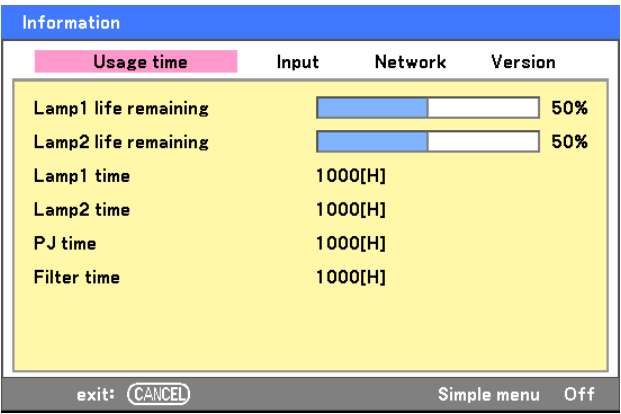 Information
Usage time Input Network Version
Lamp1 life remaining 50%
Lamp2 life remaining 50%
Lamp1 time 1000[H]
Lamp2 time 1000[H]
PJ time 1000[H]
Filter time 1000[H]
exit: CANCEL Simple menu Off